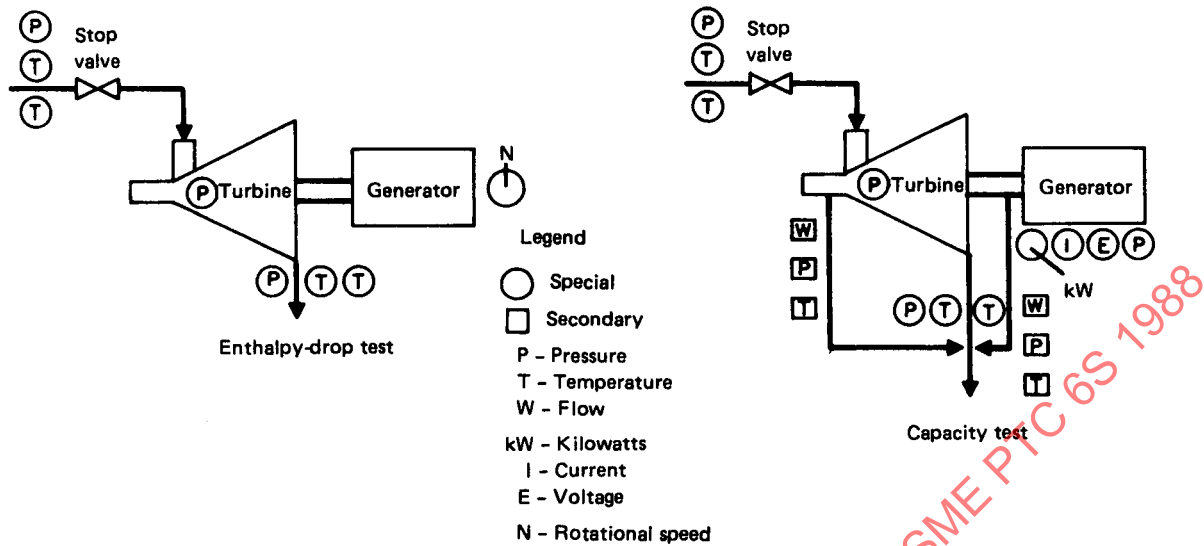 P
Stop
valve
T
T
P Turbine
Generator
N
P T T
Enthalpy-drop test
Legend
Special
Secondary
P – Pressure
T – Temperature
W – Flow
kW – Kilowatts
I – Current
E – Voltage
N – Rotational speed
P
Stop
valve
T
T
P Turbine
Generator
I E P
kW
W
P
T
P T T
W
P
T
Capacity test
SME PTC 6S 1988